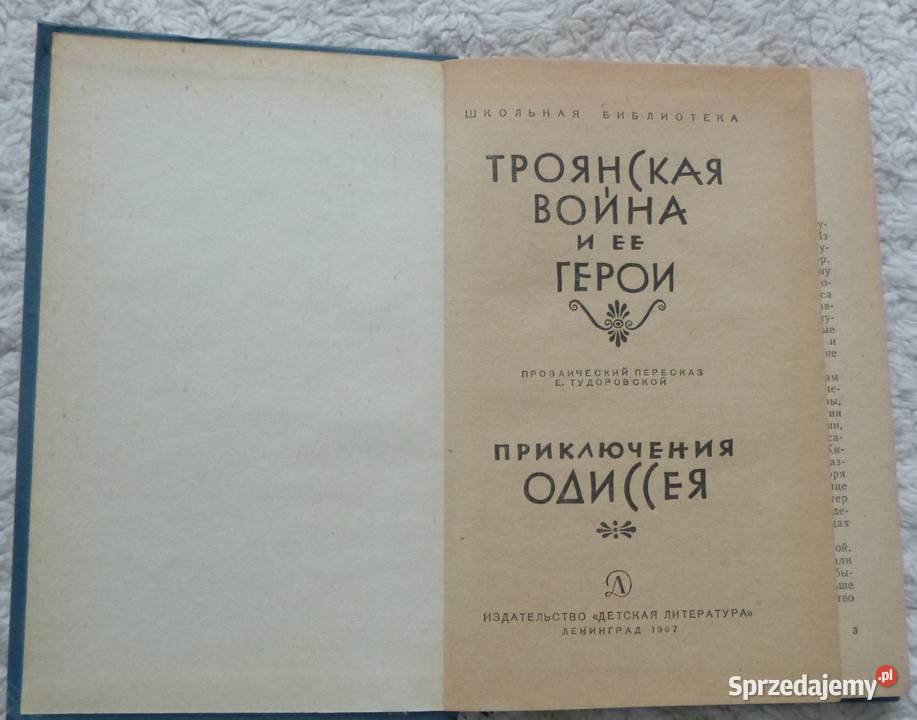 ШКОЛЬНАЯ БИБЛИОТЕКА
ТРОЯНСКАЯ
ВОЙНА
И ЕЕ
ГЕРОИ
ПРОЗАИЧЕСКИЙ ПЕРЕСКАЗ
Е. ТУДОРОВСКОЙ
ПРИКЛЮЧЕНИЯ
ОДИССЕЯ
Д
ИЗДАТЕЛЬСТВО «ДЕТСКАЯ ЛИТЕРАТУРА»
ЛЕНИНГРАД 1967
3
Sprzedajemy.pl